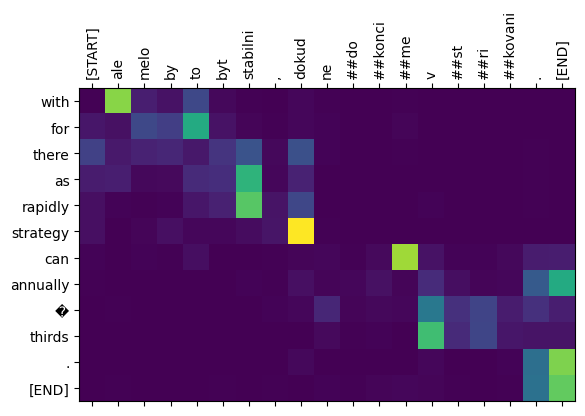 [START]
ale
melo
by
to
byt
stabilni
,
dokud
ne
##do
##konci
##me
v
##st
##ri
##kovani
.
[END]
with
for
there
as
rapidly
strategy
can
annually
�
thirds
.
[END]